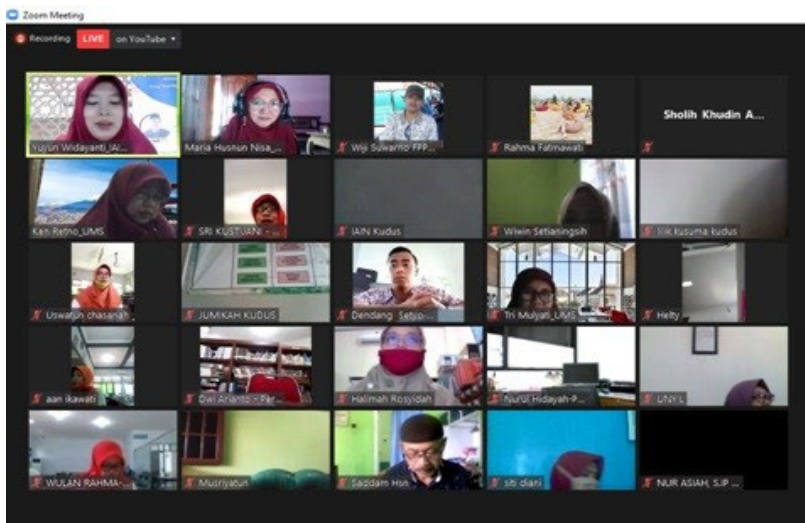 Zoom Meeting
Recording LIVE on YouTube
Yuyun Widayanti_IAI...
Maria Husnun Nisa_...
Wiji Suwarno FPP...
Rahma Fatmawati
Sholih Khudin A...
Ken Retno_UMS
SRI KUSTUANI - ...
IAIN Kudus
Wiwin Setianingsih
lilik kusuma kudus
Uswatun chasanah
JUMIKAH KUDUS
Dendang Setyo-...
Tri Mulyati_UMS
Helty
aan ikawati
Dwi Arianto - Per...
Halimah Rosyidah
Nurul Hidayah-P...
UNY'L
WULAN RAHMA-...
Musriyatun
Saddam Hsn
siti diani
NUR ASIAH, S.IP ...